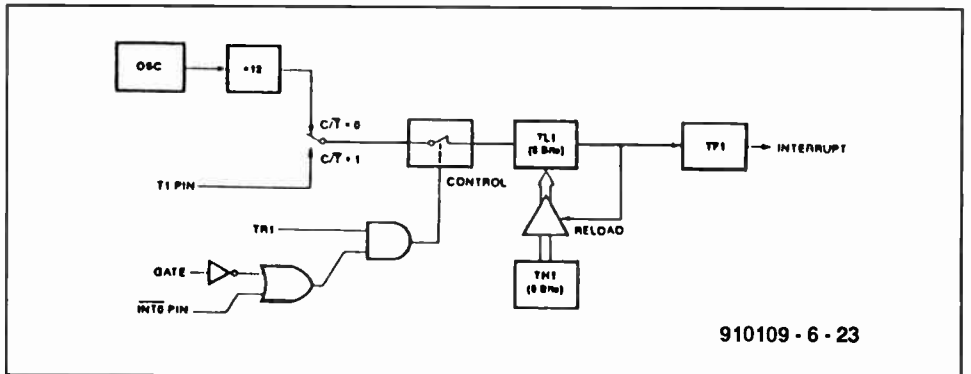 OSC
÷12
C/T̅ = 0
C/T̅ = 1
T1 PIN
CONTROL
TL1
(8 Bits)
TF1
INTERRUPT
TR1
RELOAD
GATE
I̅N̅T̅0̅ PIN
TH1
(8 Bits)
910109 - 6 - 23